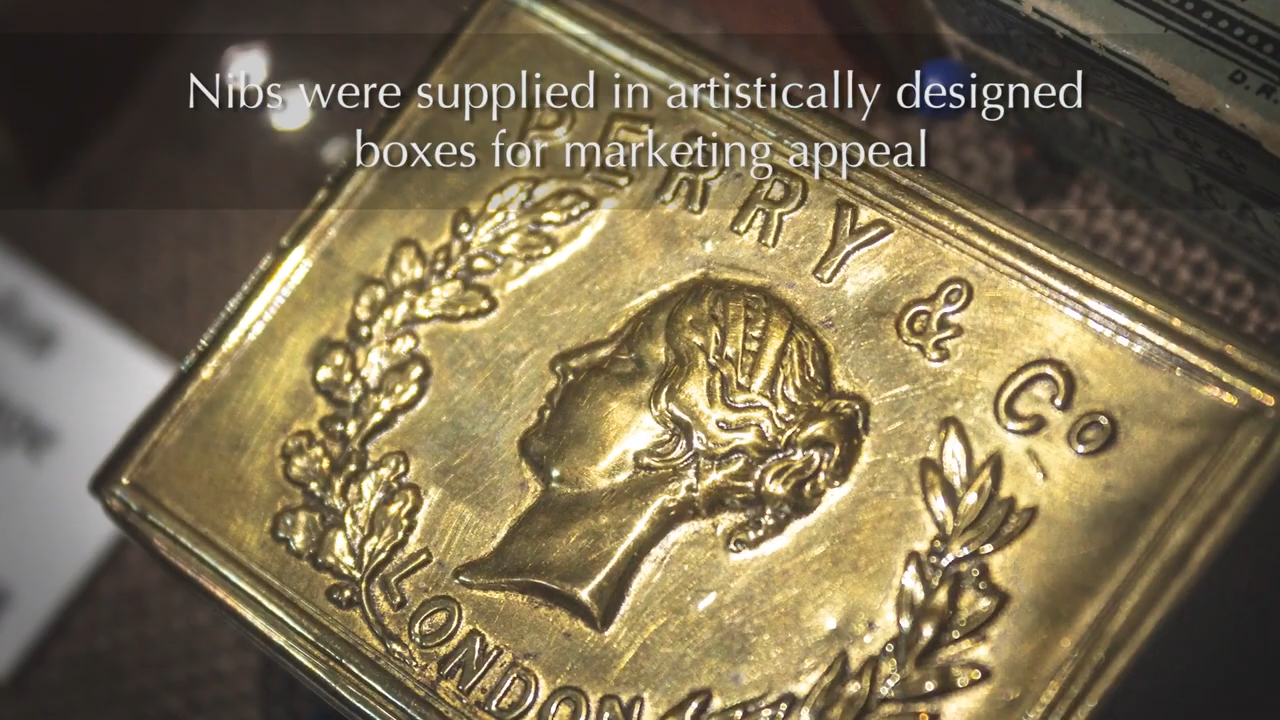 Nibs were supplied in artistically designed
boxes for marketing appeal
PERRY & Co
LONDON